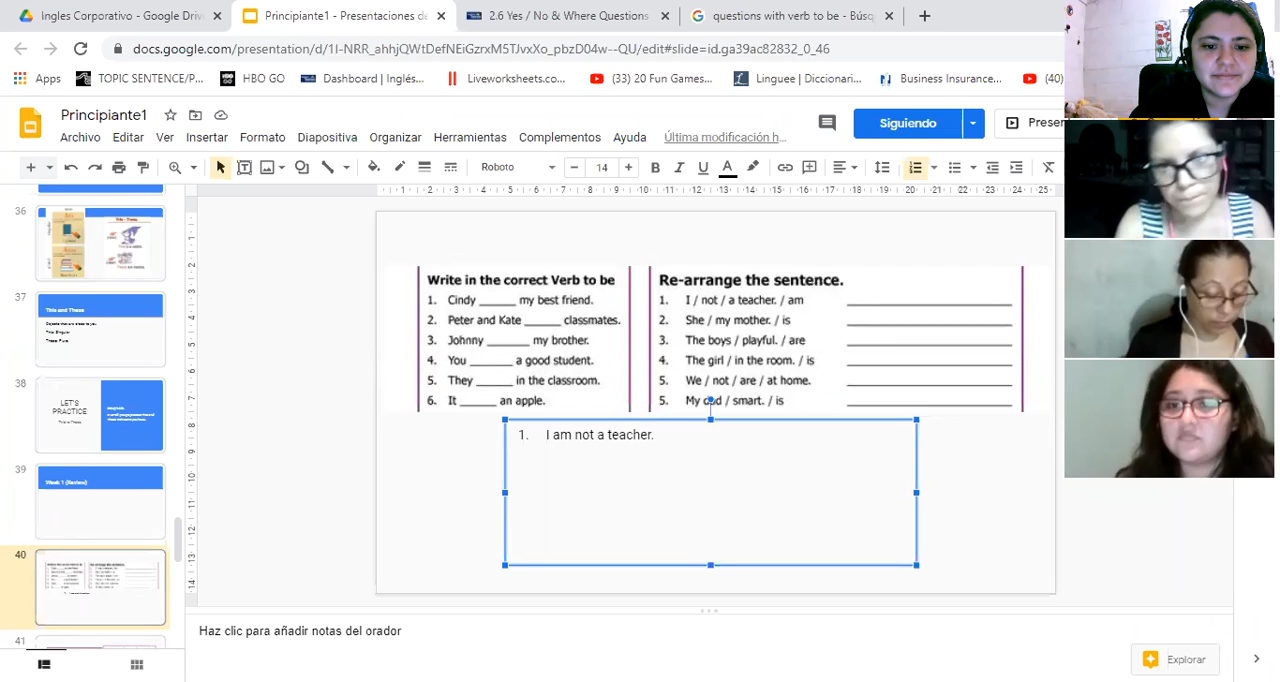 Ingles Corporativo - Google Driv
Principiante1 - Presentaciones de
2.6 Yes / No & Where Questions
questions with verb to be - Búsq
docs.google.com/presentation/d/1I-NRR_ahhjQWtDefNEiGzrxM5TJvxXo_pbzD04w--QU/edit#slide=id.ga39ac82832_0_46
Apps
TOPIC SENTENCE/P...
HBO GO
Dashboard | Inglés...
Liveworksheets.co...
(33) 20 Fun Games...
Linguee | Diccionari...
Business Insurance...
(40)
Principiante1
Siguiendo
Presen
Archivo Editar Ver Insertar Formato Diapositiva Organizar Herramientas Complementos Ayuda Última modificación h...
Roboto
14
36
37
This and These
38
LET'S PRACTICE
39
Week 1 (Review)
40
41
Write in the correct Verb to be
1. Cindy ______ my best friend.
2. Peter and Kate ______ classmates.
3. Johnny ______ my brother.
4. You ______ a good student.
5. They ______ in the classroom.
6. It ______ an apple.
Re-arrange the sentence.
1. I / not / a teacher. / am
2. She / my mother. / is
3. The boys / playful. / are
4. The girl / in the room. / is
5. We / not / are / at home.
5. My dad / smart. / is
1. I am not a teacher.
Haz clic para añadir notas del orador
Explorar